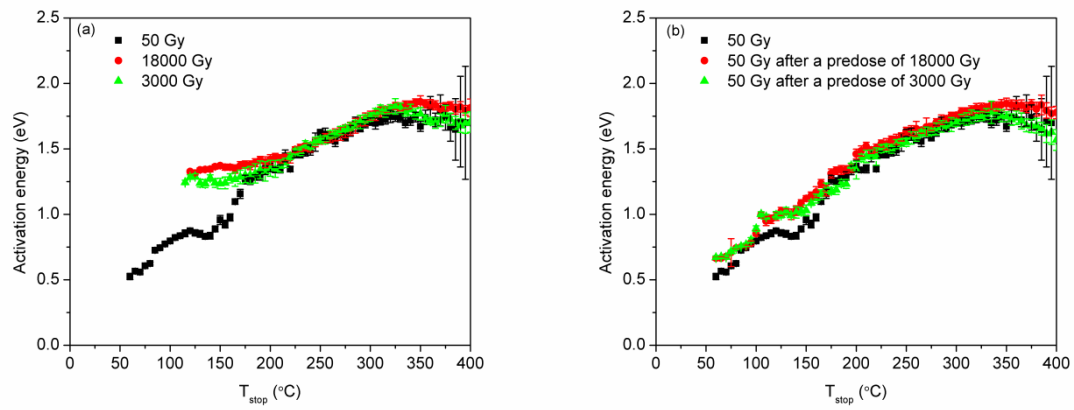 (a)
50 Gy
18000 Gy
3000 Gy
Activation energy (eV)
2.5
2.0
1.5
1.0
0.5
0.0
0 50 100 150 200 250 300 350 400
Tstop (°C)
(b)
50 Gy
50 Gy after a predose of 18000 Gy
50 Gy after a predose of 3000 Gy
Activation energy (eV)
2.5
2.0
1.5
1.0
0.5
0.0
0 50 100 150 200 250 300 350 400
Tstop (°C)